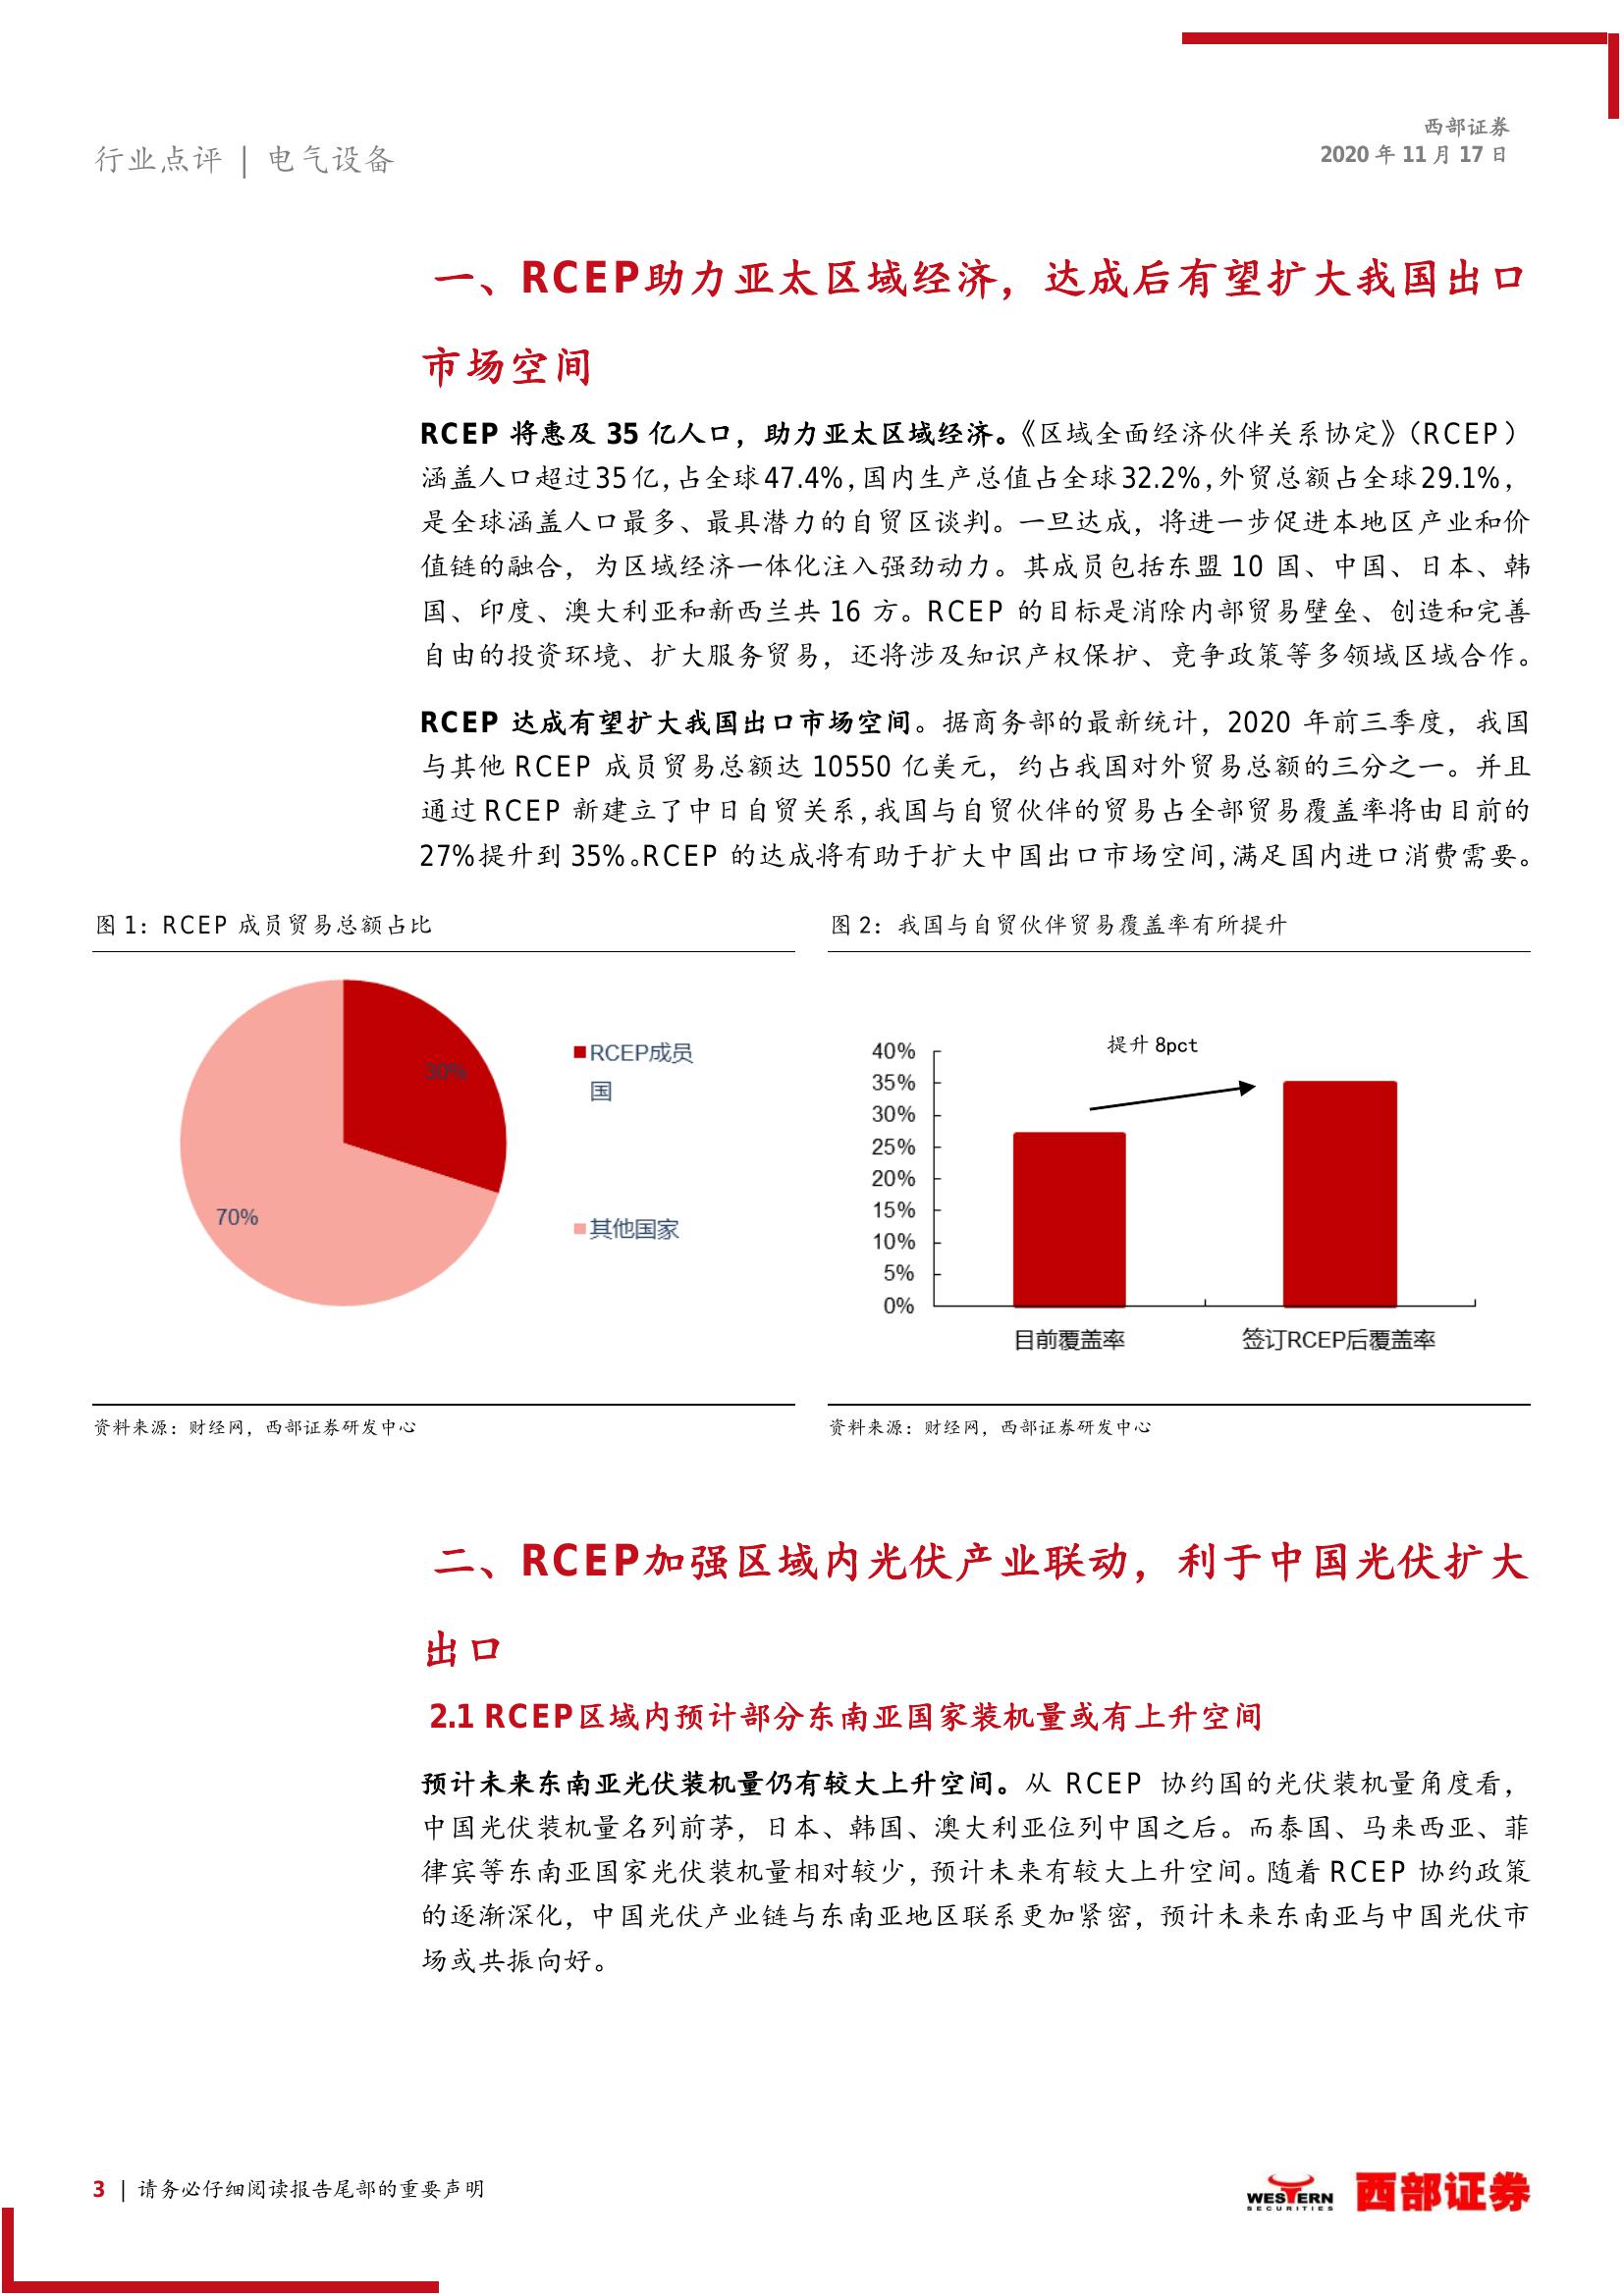 西部证券
2020 年 11 月 17 日
行业点评 | 电气设备
一、RCEP助力亚太区域经济，达成后有望扩大我国出口
市场空间
RCEP 将惠及 35 亿人口，助力亚太区域经济。《区域全面经济伙伴关系协定》（RCEP）
涵盖人口超过35亿，占全球47.4%，国内生产总值占全球32.2%，外贸总额占全球29.1%，
是全球涵盖人口最多、最具潜力的自贸区谈判。一旦达成，将进一步促进本地区产业和价
值链的融合，为区域经济一体化注入强劲动力。其成员包括东盟 10 国、中国、日本、韩
国、印度、澳大利亚和新西兰共 16 方。RCEP 的目标是消除内部贸易壁垒、创造和完善
自由的投资环境、扩大服务贸易，还将涉及知识产权保护、竞争政策等多领域区域合作。
RCEP 达成有望扩大我国出口市场空间。据商务部的最新统计，2020 年前三季度，我国
与其他 RCEP 成员贸易总额达 10550 亿美元，约占我国对外贸易总额的三分之一。并且
通过 RCEP 新建立了中日自贸关系，我国与自贸伙伴的贸易占全部贸易覆盖率将由目前的
27%提升到 35%。RCEP 的达成将有助于扩大中国出口市场空间，满足国内进口消费需要。
图 1：RCEP 成员贸易总额占比
30%
70%
RCEP成员
国
其他国家
资料来源：财经网，西部证券研发中心
图 2：我国与自贸伙伴贸易覆盖率有所提升
提升 8pct
40%
35%
30%
25%
20%
15%
10%
5%
0%
目前覆盖率
签订RCEP后覆盖率
资料来源：财经网，西部证券研发中心
二、RCEP加强区域内光伏产业联动，利于中国光伏扩大
出口
2.1 RCEP区域内预计部分东南亚国家装机量或有上升空间
预计未来东南亚光伏装机量仍有较大上升空间。从 RCEP 协约国的光伏装机量角度看，
中国光伏装机量名列前茅，日本、韩国、澳大利亚位列中国之后。而泰国、马来西亚、菲
律宾等东南亚国家光伏装机量相对较少，预计未来有较大上升空间。随着 RCEP 协约政策
的逐渐深化，中国光伏产业链与东南亚地区联系更加紧密，预计未来东南亚与中国光伏市
场或共振向好。
3 | 请务必仔细阅读报告尾部的重要声明
WESTERN
SECURITIES
西部证券